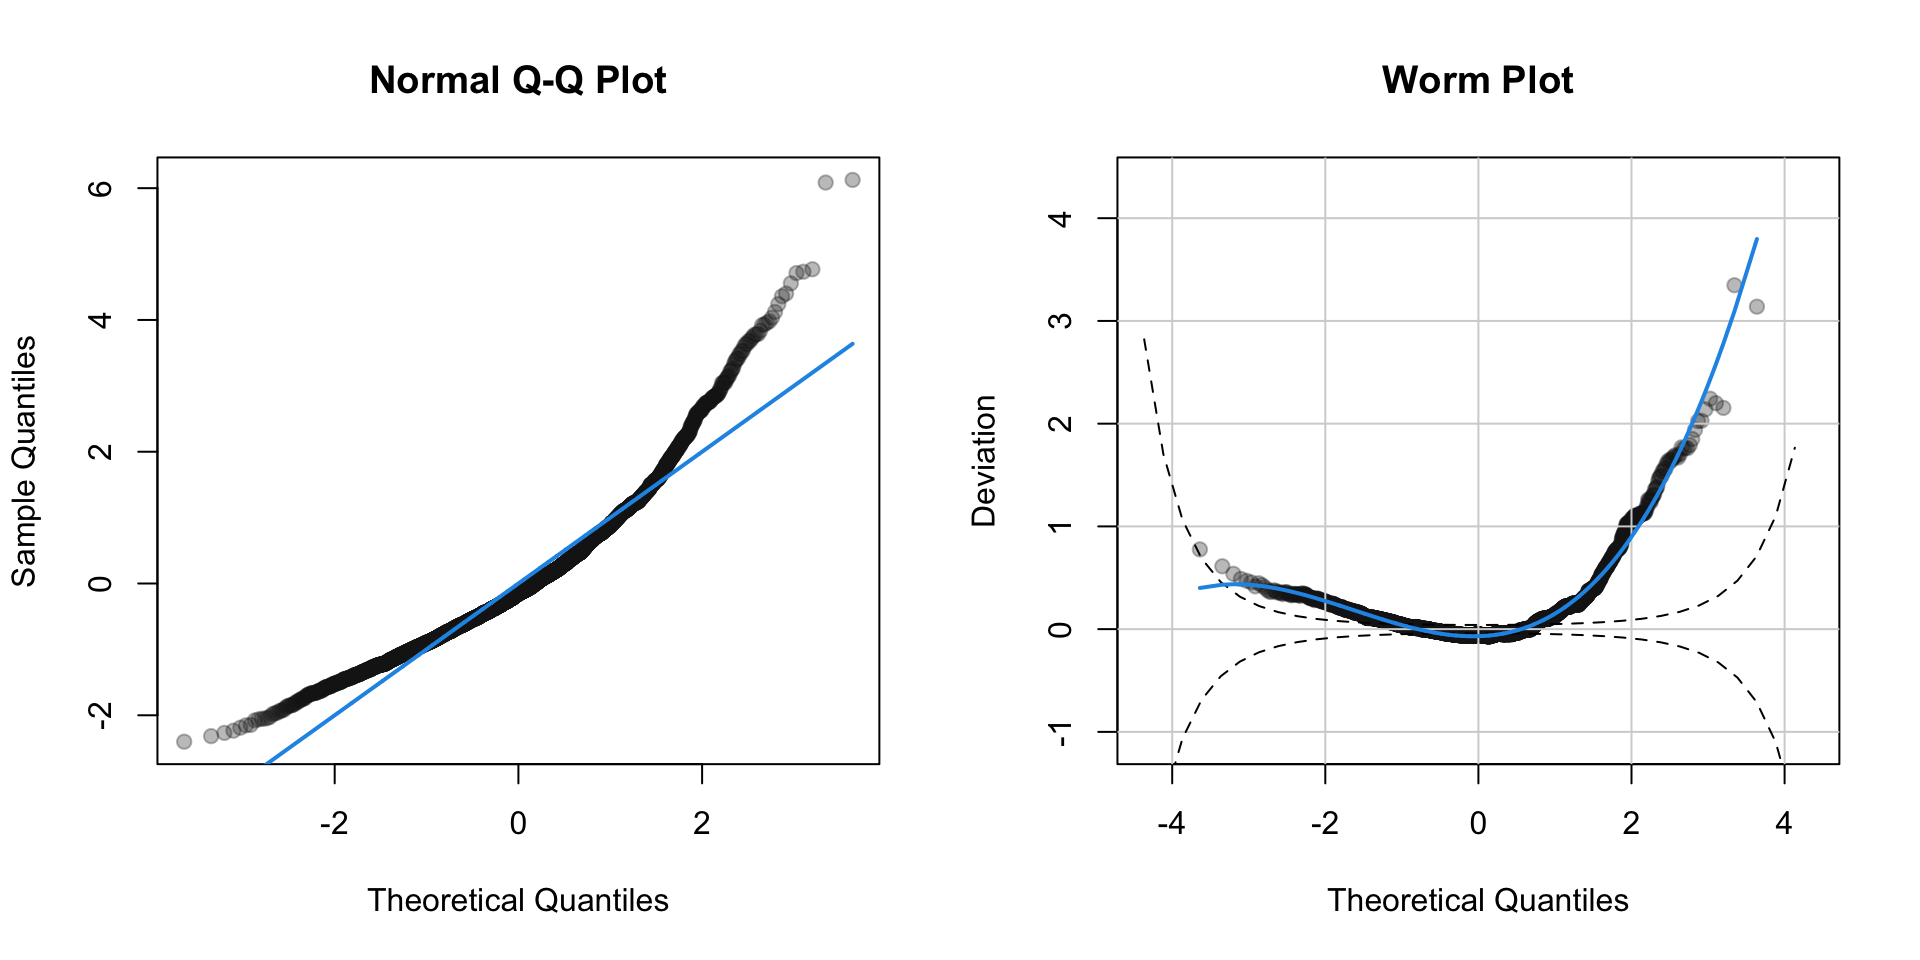 Normal Q-Q Plot
Sample Quantiles
6
4
2
0
-2
-2 0 2
Theoretical Quantiles
Worm Plot
Deviation
4
3
2
1
0
-1
-4 -2 0 2 4
Theoretical Quantiles